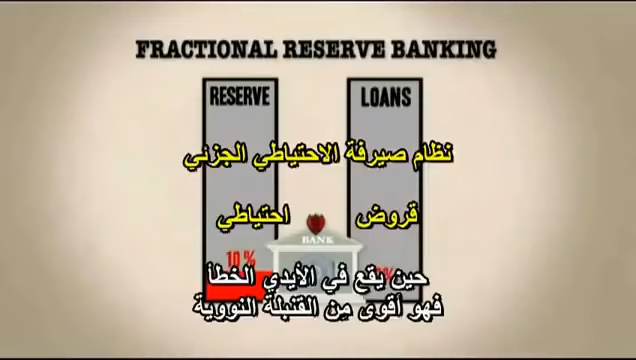 FRACTIONAL RESERVE BANKING
RESERVE LOANS
نظام صيرفة الاحتياطي الجزئي
قروض احتياطي
BANK
10%
حين يقع في الأيدي الخطأ
فهو أقوى مِن القنبلة النووية